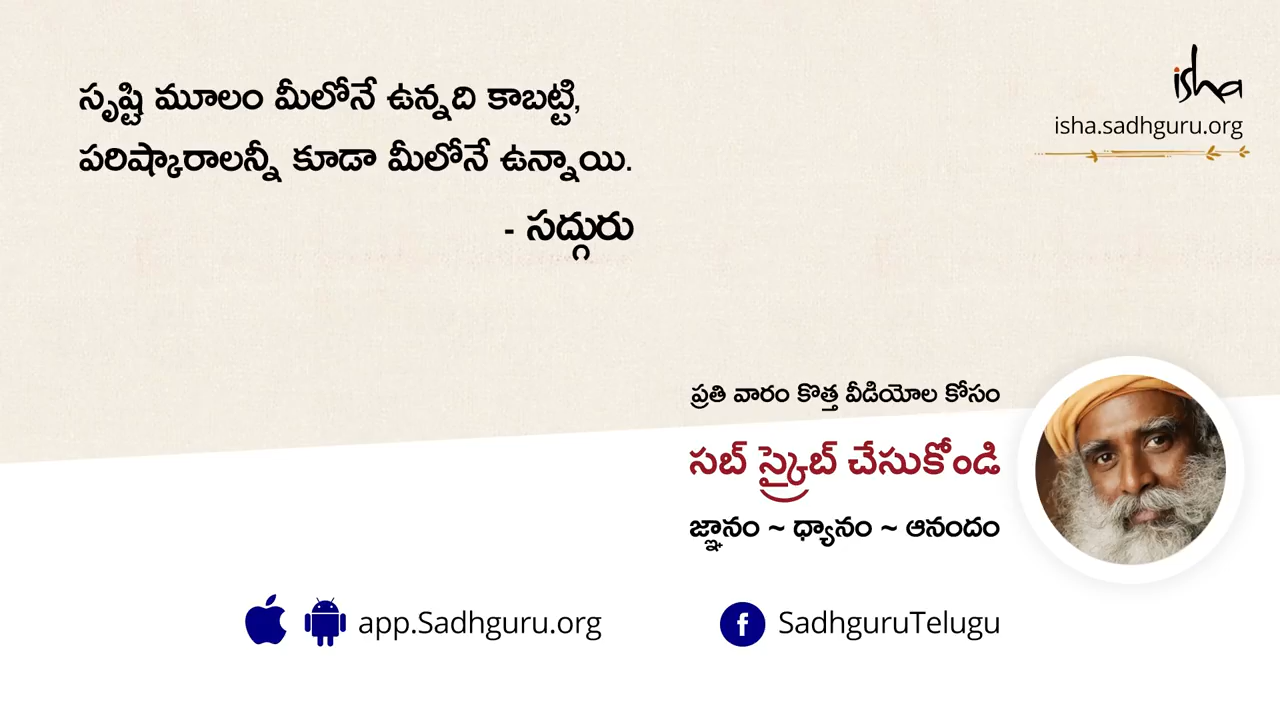 సృష్టి మూలం మీలోనే ఉన్నది కాబట్టి,
పరిష్కారాలన్నీ కూడా మీలోనే ఉన్నాయి.
- సద్గురు
isha
isha.sadhguru.org
ప్రతి వారం కొత్త వీడియోల కోసం
సబ్ స్క్రైబ్ చేసుకోండి
జ్ఞానం ~ ధ్యానం ~ ఆనందం
app.Sadhguru.org
f SadhguruTelugu